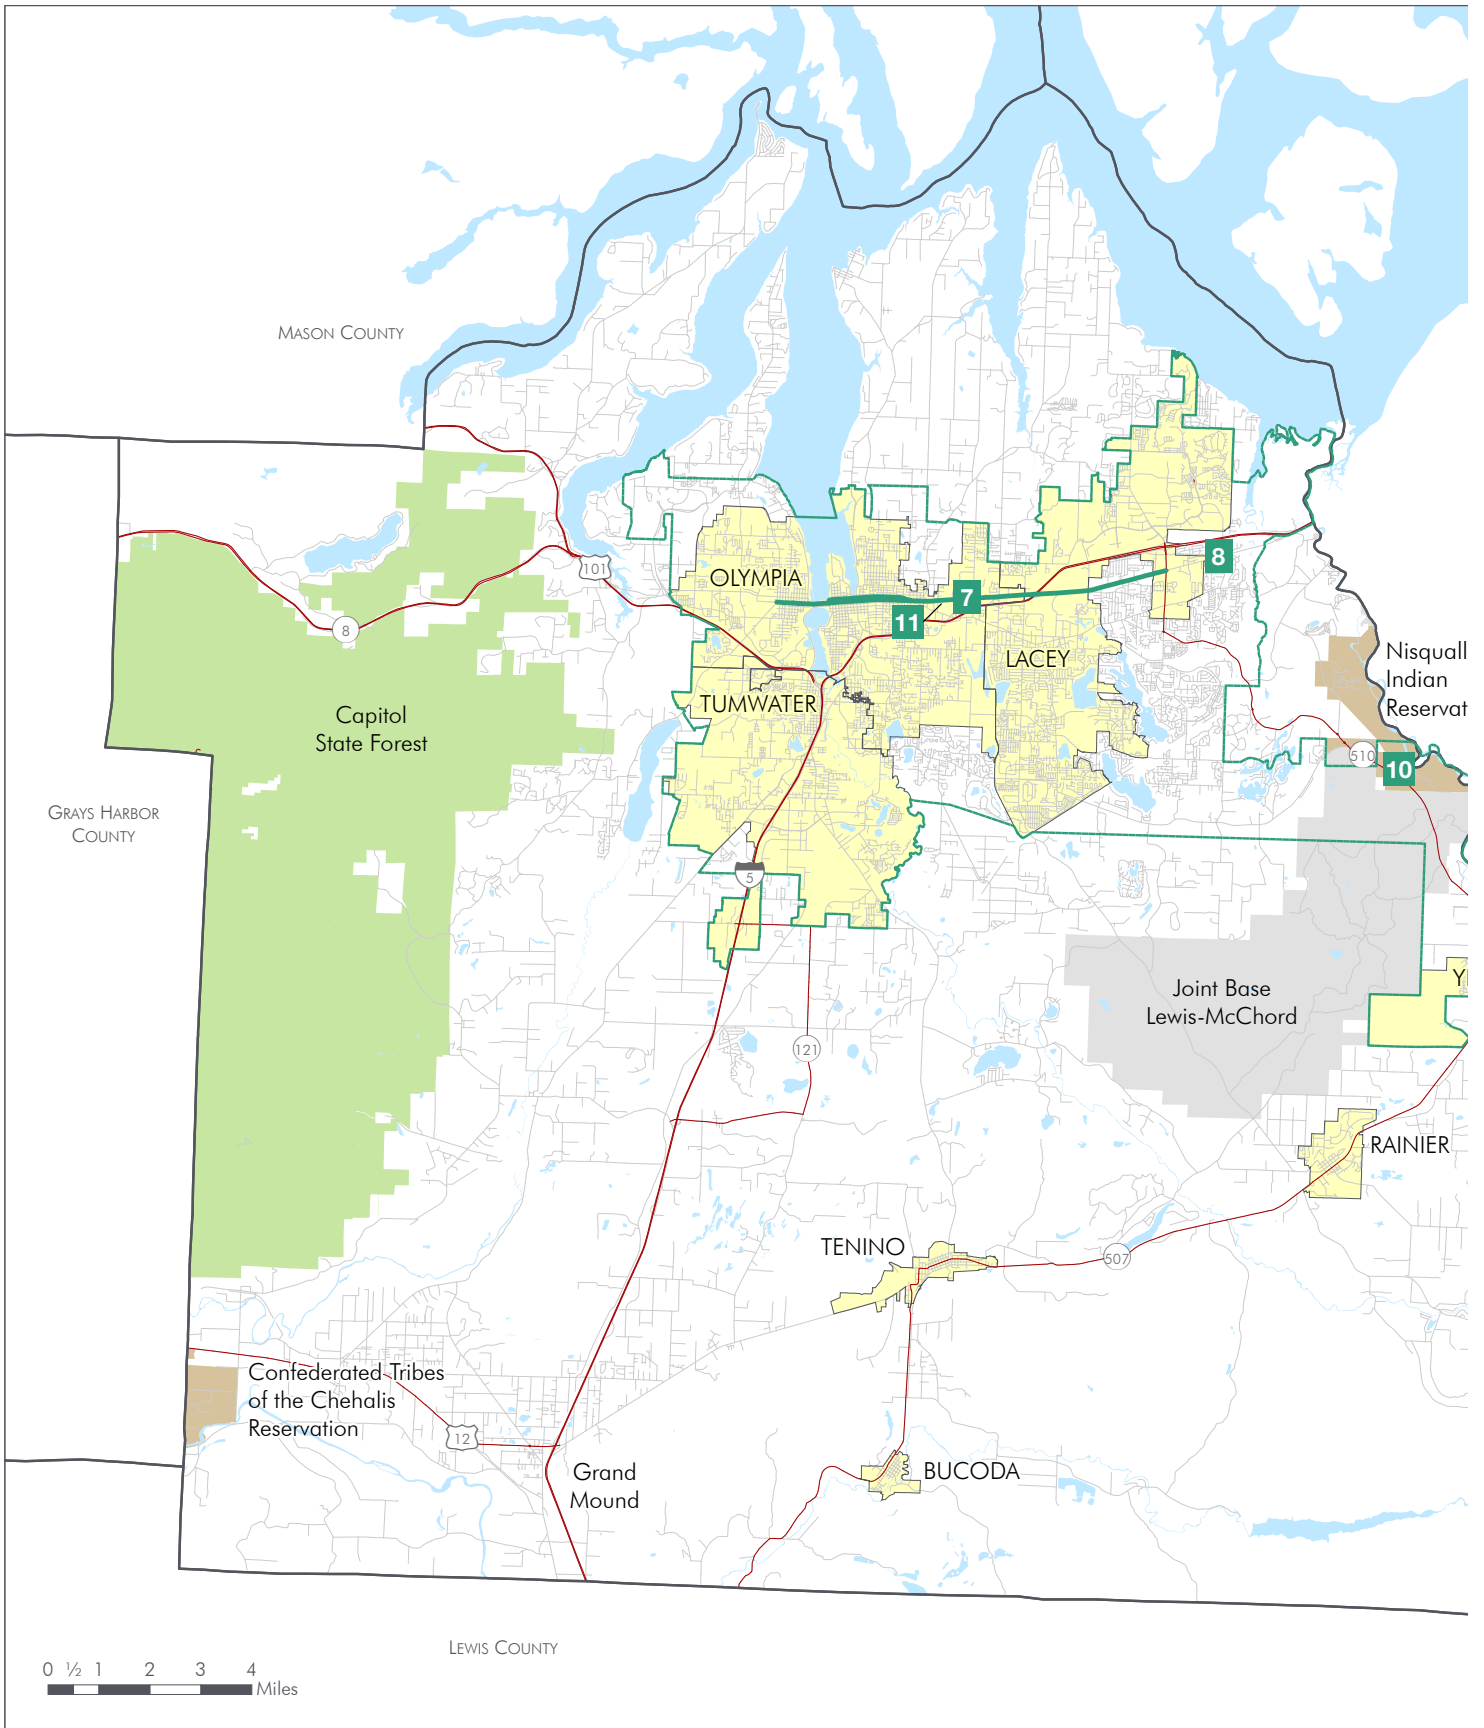 MASON COUNTY
101
8
OLYMPIA
7
8
11
LACEY
Nisquall
Indian
Reservat
TUMWATER
Capitol
State Forest
510
10
GRAYS HARBOR
COUNTY
5
Y
Joint Base
Lewis-McChord
121
RAINIER
TENINO
507
Confederated Tribes
of the Chehalis
Reservation
12
Grand
Mound
BUCODA
LEWIS COUNTY
0 ½ 1 2 3 4
Miles